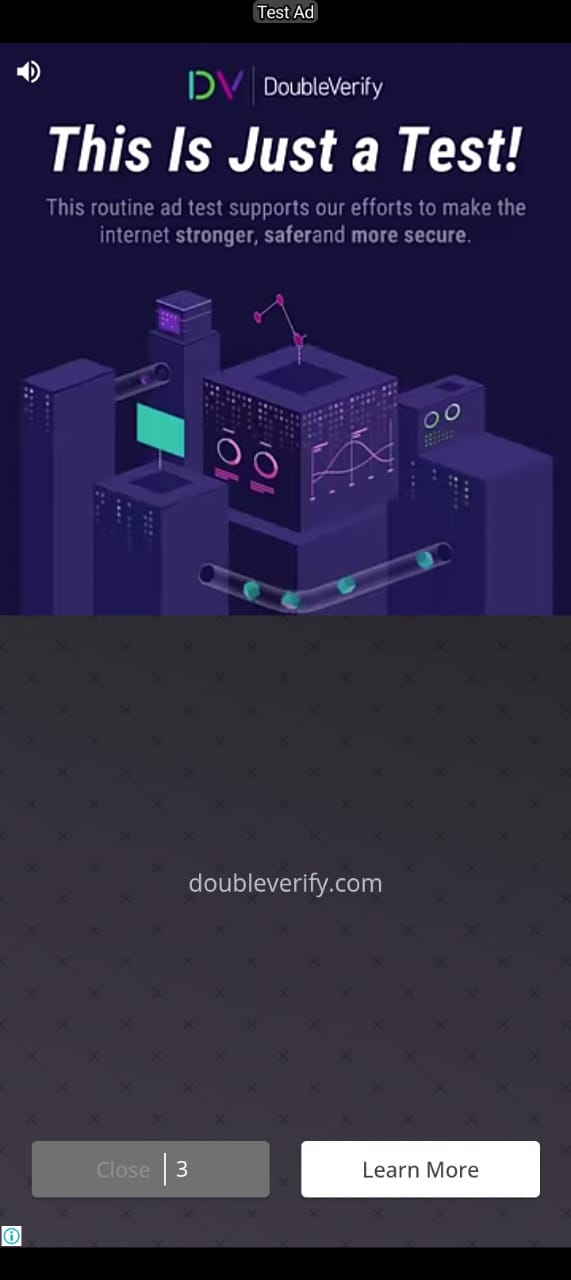 Test Ad
DV | DoubleVerify
This Is Just a Test!
This routine ad test supports our efforts to make the
internet stronger, saferand more secure.
doubleverify.com
Close | 3
Learn More